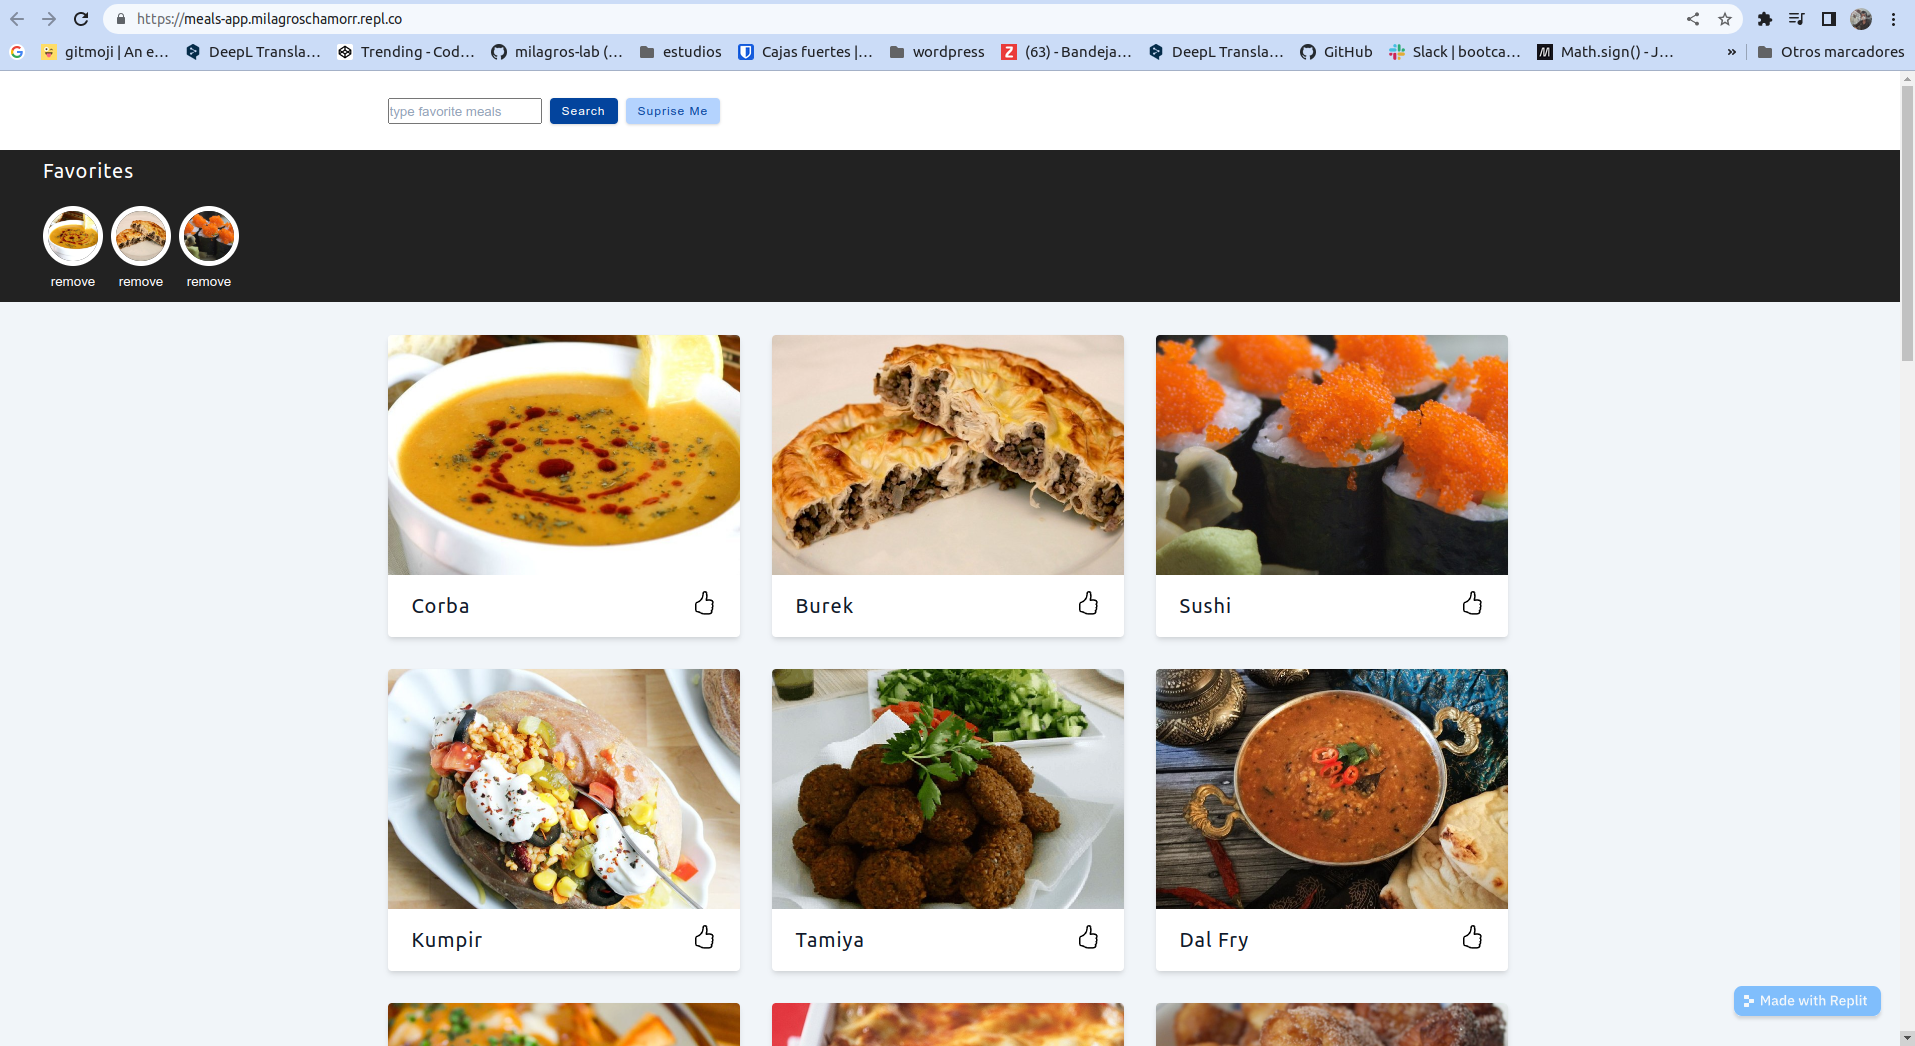 https://meals-app.milagroschamorr.repl.co
gitmoji | An e... DeepL Transla... Trending - Cod... milagros-lab (... estudios Cajas fuertes |... wordpress (63) - Bandeja... DeepL Transla... GitHub Slack | bootca... Math.sign() - J... » Otros marcadores
type favorite meals Search Suprise Me
Favorites
remove remove remove
Corba Burek Sushi
Kumpir Tamiya Dal Fry
Made with Replit